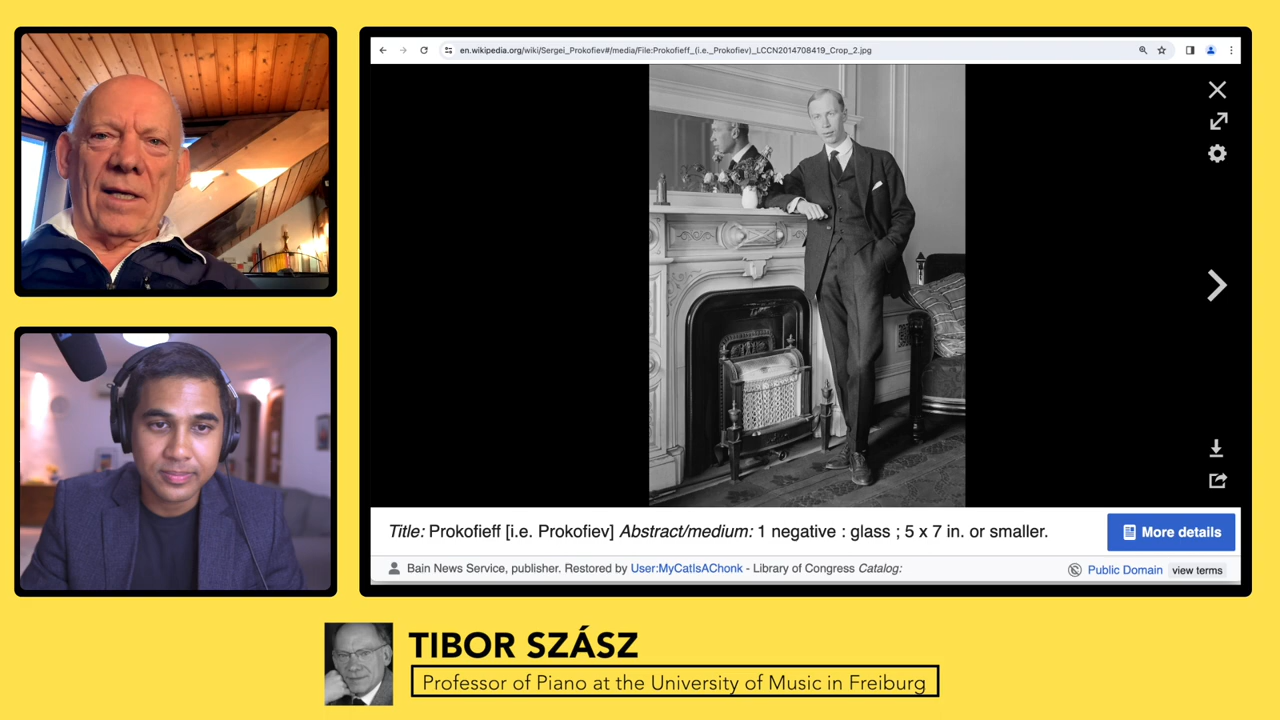 en.wikipedia.org/wiki/Sergei_Prokofiev#/media/File:Prokofieff_(i.e._Prokofiev)_LCCN2014708419_Crop_2.jpg
Title: Prokofieff [i.e. Prokofiev] Abstract/medium: 1 negative : glass ; 5 x 7 in. or smaller.
More details
Bain News Service, publisher. Restored by User:MyCatIsAChonk - Library of Congress Catalog:
Public Domain view terms
TIBOR SZÁSZ
Professor of Piano at the University of Music in Freiburg